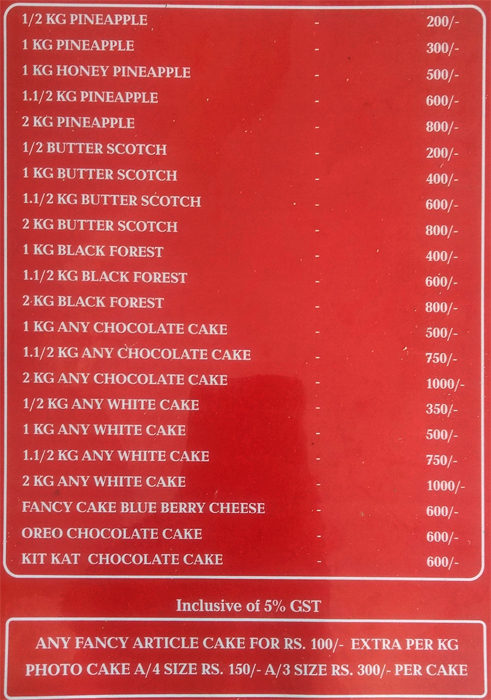 1/2 KG PINEAPPLE - 200/-
1 KG PINEAPPLE - 300/-
1 KG HONEY PINEAPPLE - 500/-
1.1/2 KG PINEAPPLE - 600/-
2 KG PINEAPPLE - 800/-
1/2 BUTTER SCOTCH - 200/-
1 KG BUTTER SCOTCH - 400/-
1.1/2 KG BUTTER SCOTCH - 600/-
2 KG BUTTER SCOTCH - 800/-
1 KG BLACK FOREST - 400/-
1.1/2 KG BLACK FOREST - 600/-
2 KG BLACK FOREST - 800/-
1 KG ANY CHOCOLATE CAKE - 500/-
1.1/2 KG ANY CHOCOLATE CAKE - 750/-
2 KG ANY CHOCOLATE CAKE - 1000/-
1/2 KG ANY WHITE CAKE - 350/-
1 KG ANY WHITE CAKE - 500/-
1.1/2 KG ANY WHITE CAKE - 750/-
2 KG ANY WHITE CAKE - 1000/-
FANCY CAKE BLUE BERRY CHEESE - 600/-
OREO CHOCOLATE CAKE - 600/-
KIT KAT CHOCOLATE CAKE - 600/-
Inclusive of 5% GST
ANY FANCY ARTICLE CAKE FOR RS. 100/- EXTRA PER KG
PHOTO CAKE A/4 SIZE RS. 150/- A/3 SIZE RS. 300/- PER CAKE